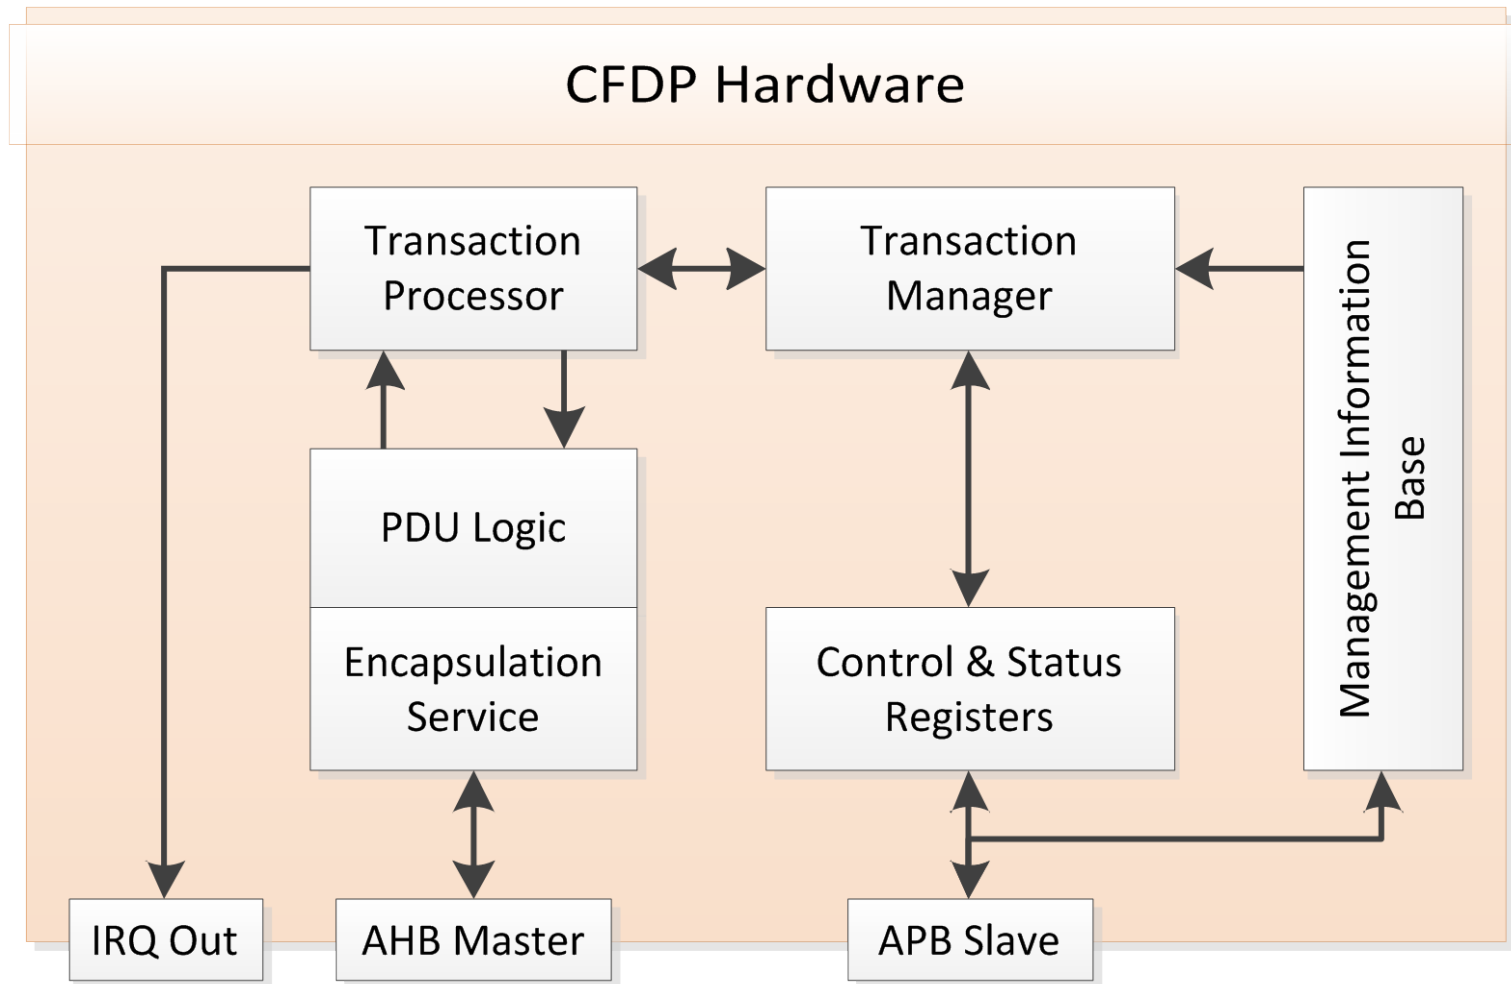 CFDP Hardware
Transaction
Processor
Transaction
Manager
Management Information
Base
PDU Logic
Encapsulation
Service
Control & Status
Registers
IRQ Out
AHB Master
APB Slave